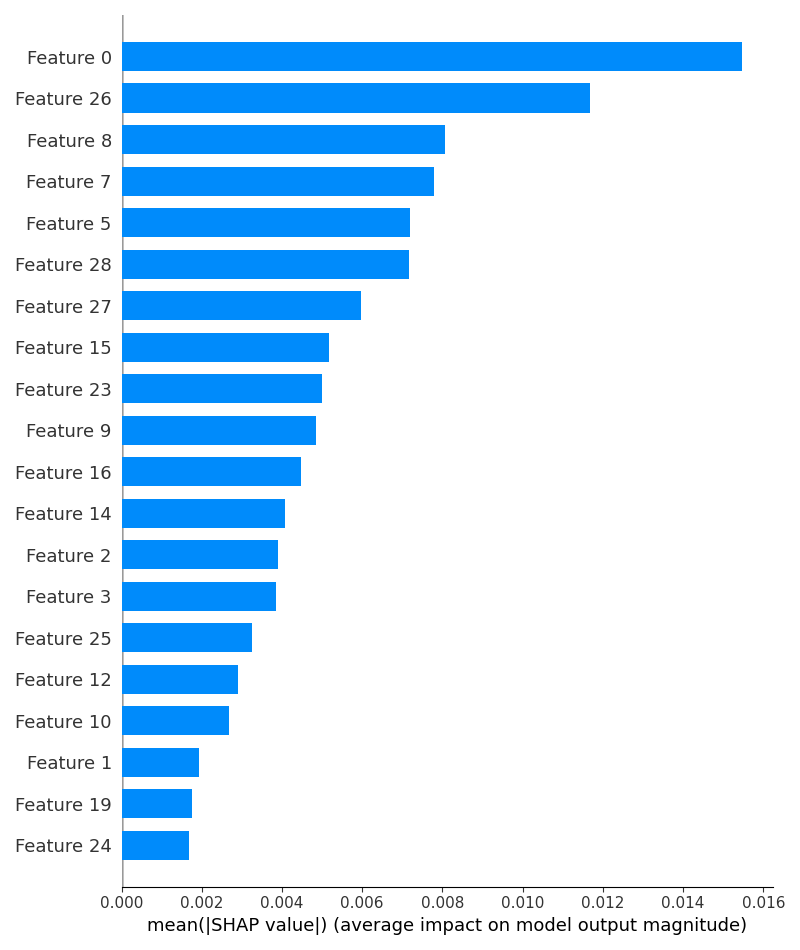 Feature 0
Feature 26
Feature 8
Feature 7
Feature 5
Feature 28
Feature 27
Feature 15
Feature 23
Feature 9
Feature 16
Feature 14
Feature 2
Feature 3
Feature 25
Feature 12
Feature 10
Feature 1
Feature 19
Feature 24
0.000 0.002 0.004 0.006 0.008 0.010 0.012 0.014 0.016
mean(|SHAP value|) (average impact on model output magnitude)